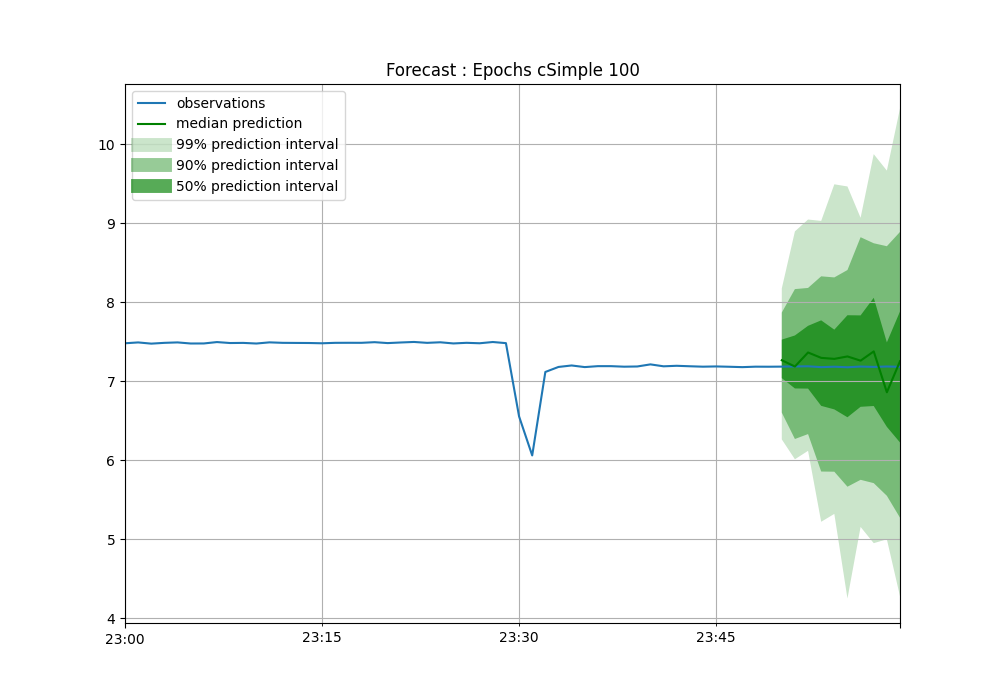 Forecast : Epochs cSimple 100
observations
median prediction
99% prediction interval
90% prediction interval
50% prediction interval
10
9
8
7
6
5
4
23:00
23:15
23:30
23:45